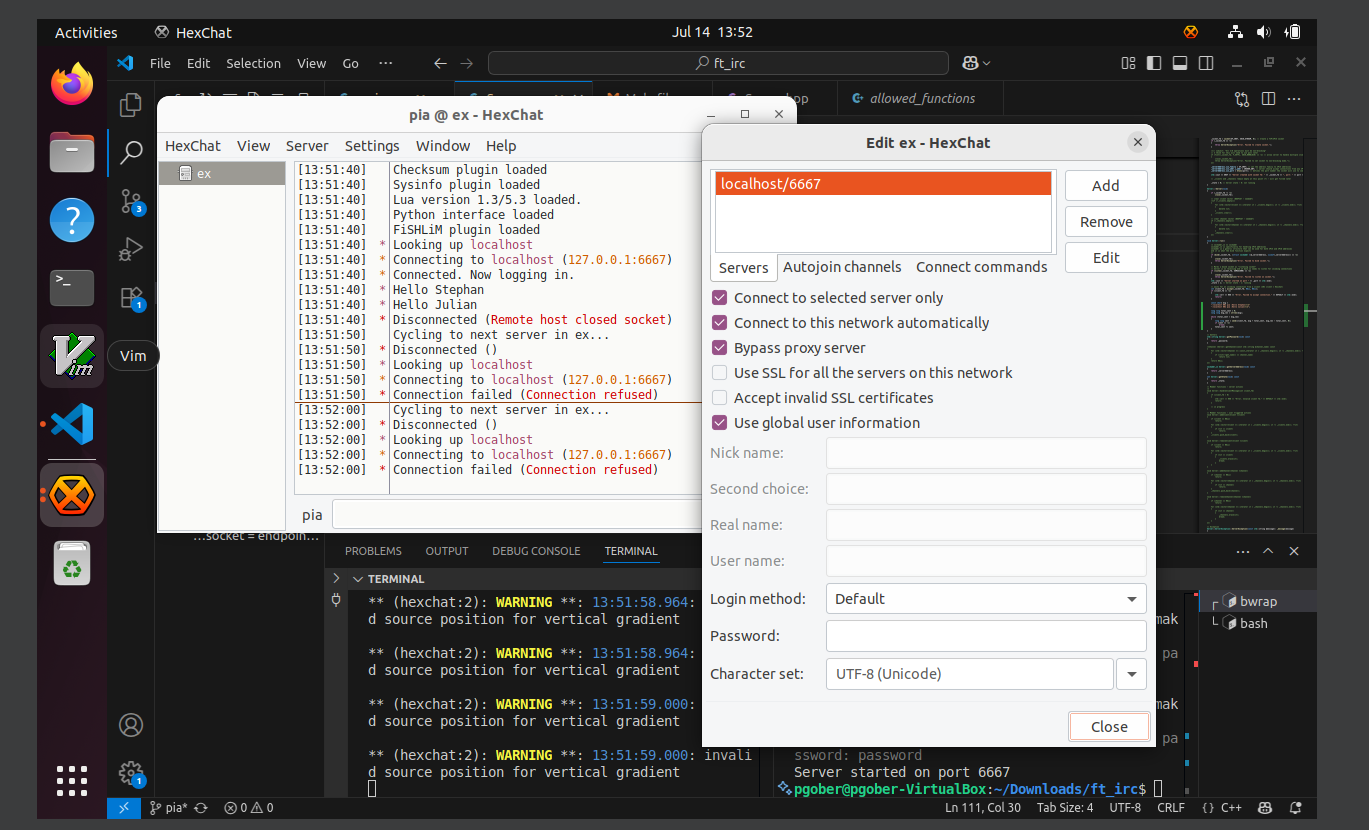 Activities
HexChat
Jul 14 13:52
File Edit Selection View Go ...
ft_irc
allowed_functions
pia @ ex - HexChat
HexChat View Server Settings Window Help
ex
[13:51:40] Checksum plugin loaded
[13:51:40] Sysinfo plugin loaded
[13:51:40] Lua version 1.3/5.3 loaded.
[13:51:40] Python interface loaded
[13:51:40] FiSHLiM plugin loaded
[13:51:40] * Looking up localhost
[13:51:40] * Connecting to localhost (127.0.0.1:6667)
[13:51:40] * Connected. Now logging in.
[13:51:40] * Hello Stephan
[13:51:40] * Hello Julian
[13:51:40] * Disconnected (Remote host closed socket)
[13:51:50] Cycling to next server in ex...
[13:51:50] * Disconnected ()
[13:51:50] * Looking up localhost
[13:51:50] * Connecting to localhost (127.0.0.1:6667)
[13:51:50] * Connection failed (Connection refused)
[13:52:00] Cycling to next server in ex...
[13:52:00] * Disconnected ()
[13:52:00] * Looking up localhost
[13:52:00] * Connecting to localhost (127.0.0.1:6667)
[13:52:00] * Connection failed (Connection refused)
pia
Edit ex - HexChat
localhost/6667
Add
Remove
Edit
Servers Autojoin channels Connect commands
Connect to selected server only
Connect to this network automatically
Bypass proxy server
Use SSL for all the servers on this network
Accept invalid SSL certificates
Use global user information
Nick name:
Second choice:
Real name:
User name:
Login method: Default
Password:
Character set: UTF-8 (Unicode)
Close
Vim
3
1
1
...socket = endpoin...
PROBLEMS OUTPUT DEBUG CONSOLE TERMINAL
TERMINAL
** (hexchat:2): WARNING **: 13:51:58.964:
d source position for vertical gradient
** (hexchat:2): WARNING **: 13:51:58.964:
d source position for vertical gradient
** (hexchat:2): WARNING **: 13:51:59.000:
d source position for vertical gradient
** (hexchat:2): WARNING **: 13:51:59.000: invali
d source position for vertical gradient
mak
pa
mak
pa
ssword: password
Server started on port 6667
pgober@pgober-VirtualBox:~/Downloads/ft_irc$
bwrap
bash
pia* 0 0
Ln 111, Col 30 Tab Size: 4 UTF-8 CRLF {} C++